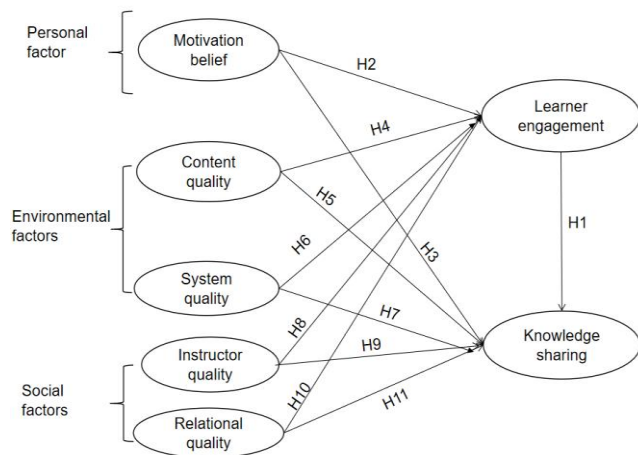 Personal
factor
Motivation
belief
H2
Learner
engagement
H4
Content
quality
H5
Environmental
factors
H6
H3
H1
System
quality
H7
H8
Knowledge
sharing
H9
Instructor
quality
Social
factors
H10
H11
Relational
quality